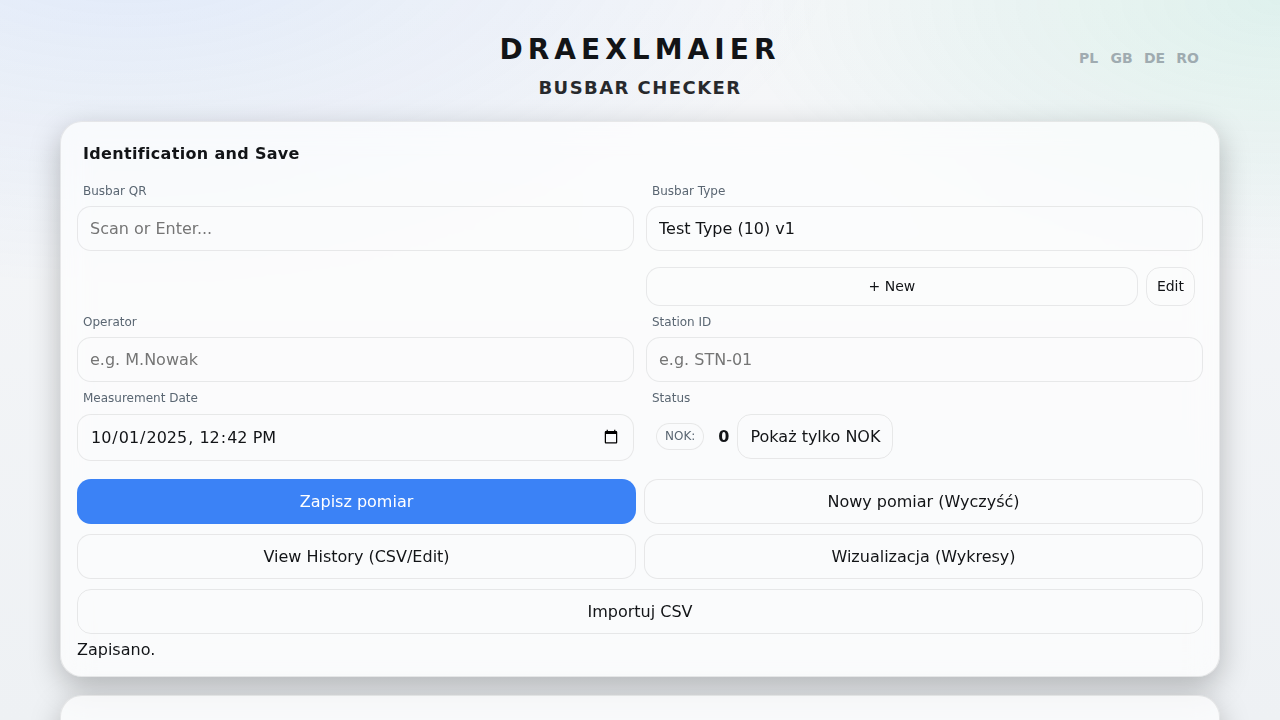 DRAEXLMAIER
BUSBAR CHECKER
PL GB DE RO
Identification and Save
Busbar QR
Busbar Type
Scan or Enter...
Test Type (10) v1
+ New
Edit
Operator
Station ID
e.g. M.Nowak
e.g. STN-01
Measurement Date
Status
10/01/2025, 12:42 PM
NOK: 0 Pokaż tylko NOK
Zapisz pomiar
Nowy pomiar (Wyczyść)
View History (CSV/Edit)
Wizualizacja (Wykresy)
Importuj CSV
Zapisano.